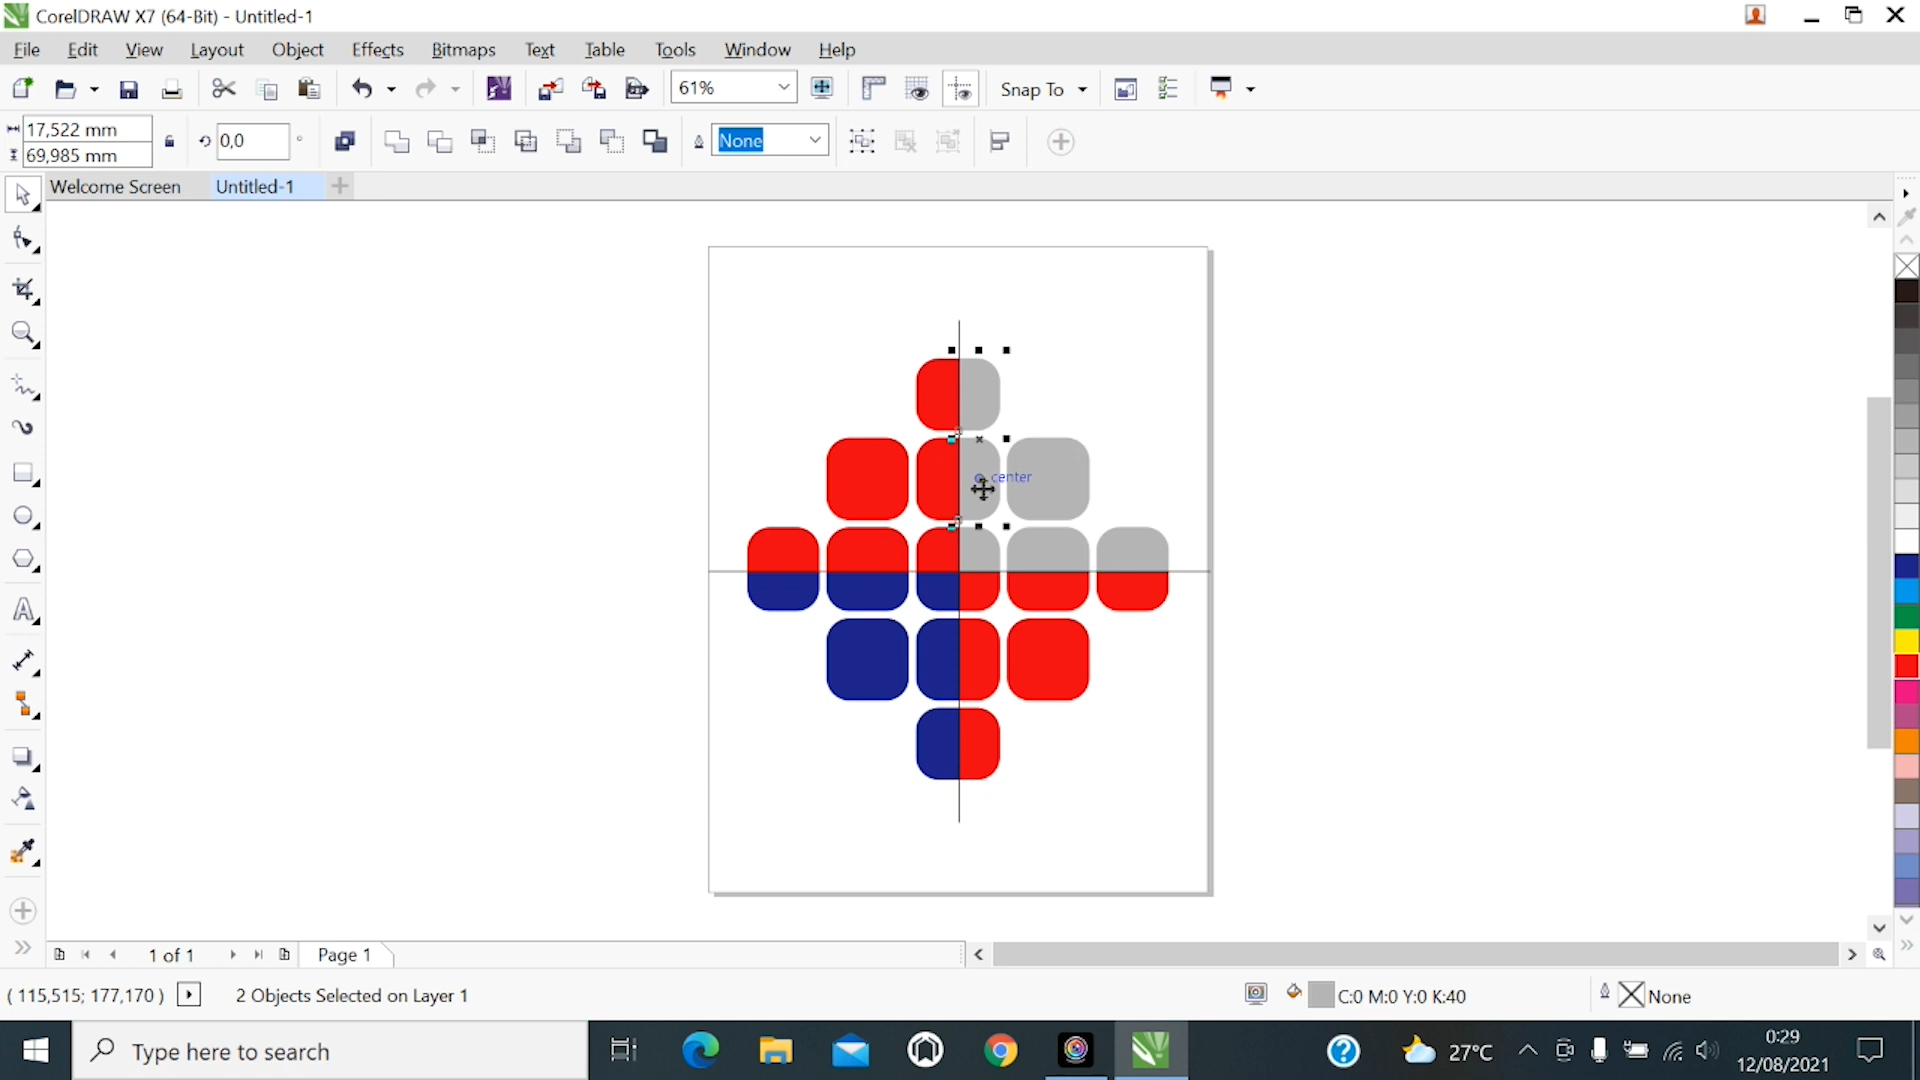 CorelDRAW X7 (64-Bit) - Untitled-1
File Edit View Layout Object Effects Bitmaps Text Table Tools Window Help
61% Snap To
17,522 mm
69,985 mm
0,0 °
None
Welcome Screen Untitled-1
center
1 of 1 Page 1
( 115,515; 177,170 ) 2 Objects Selected on Layer 1 C:0 M:0 Y:0 K:40 None
Type here to search
27°C
0:29
12/08/2021